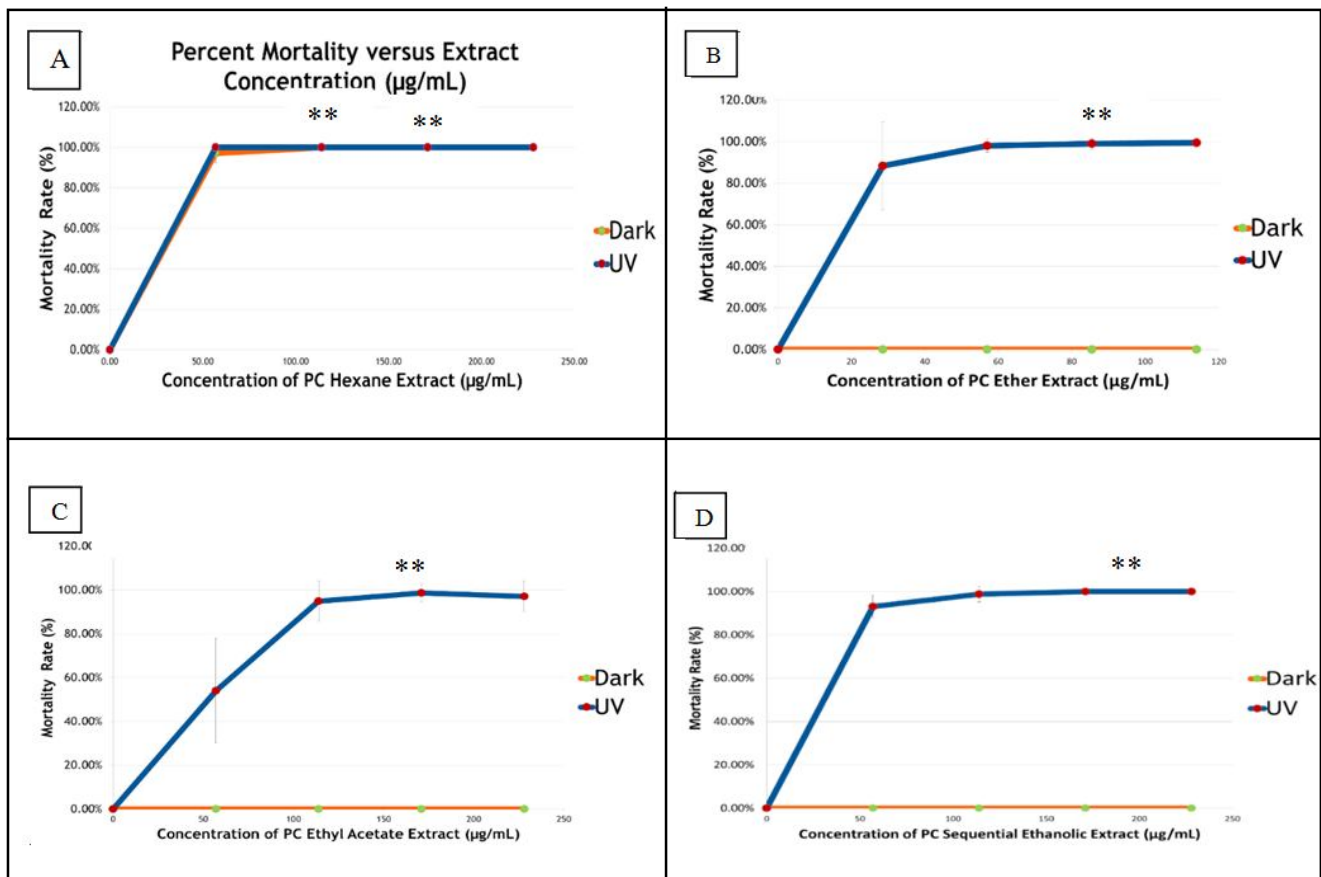 A
Percent Mortality versus Extract
Concentration (µg/mL)
120.00%
100.00%
80.00%
60.00%
40.00%
20.00%
0.00%
** **
Mortality Rate (%)
0.00 50.00 100.00 150.00 200.00 250.00
Concentration of PC Hexane Extract (µg/mL)
Dark
UV
B
120.00%
100.00%
80.00%
60.00%
40.00%
20.00%
0.00%
**
Mortality Rate (%)
0 20 40 60 80 100 120
Concentration of PC Ether Extract (µg/mL)
Dark
UV
C
120.00
100.00%
80.00%
60.00%
40.00%
20.00%
0.00%
**
Mortality Rate (%)
0 50 100 150 200 250
Concentration of PC Ethyl Acetate Extract (µg/mL)
Dark
UV
D
120.00
100.00%
80.00%
60.00%
40.00%
20.00%
0.00%
**
Mortality Rate (%)
0 50 100 150 200 250
Concentration of PC Sequential Ethanolic Extract (µg/mL)
Dark
UV